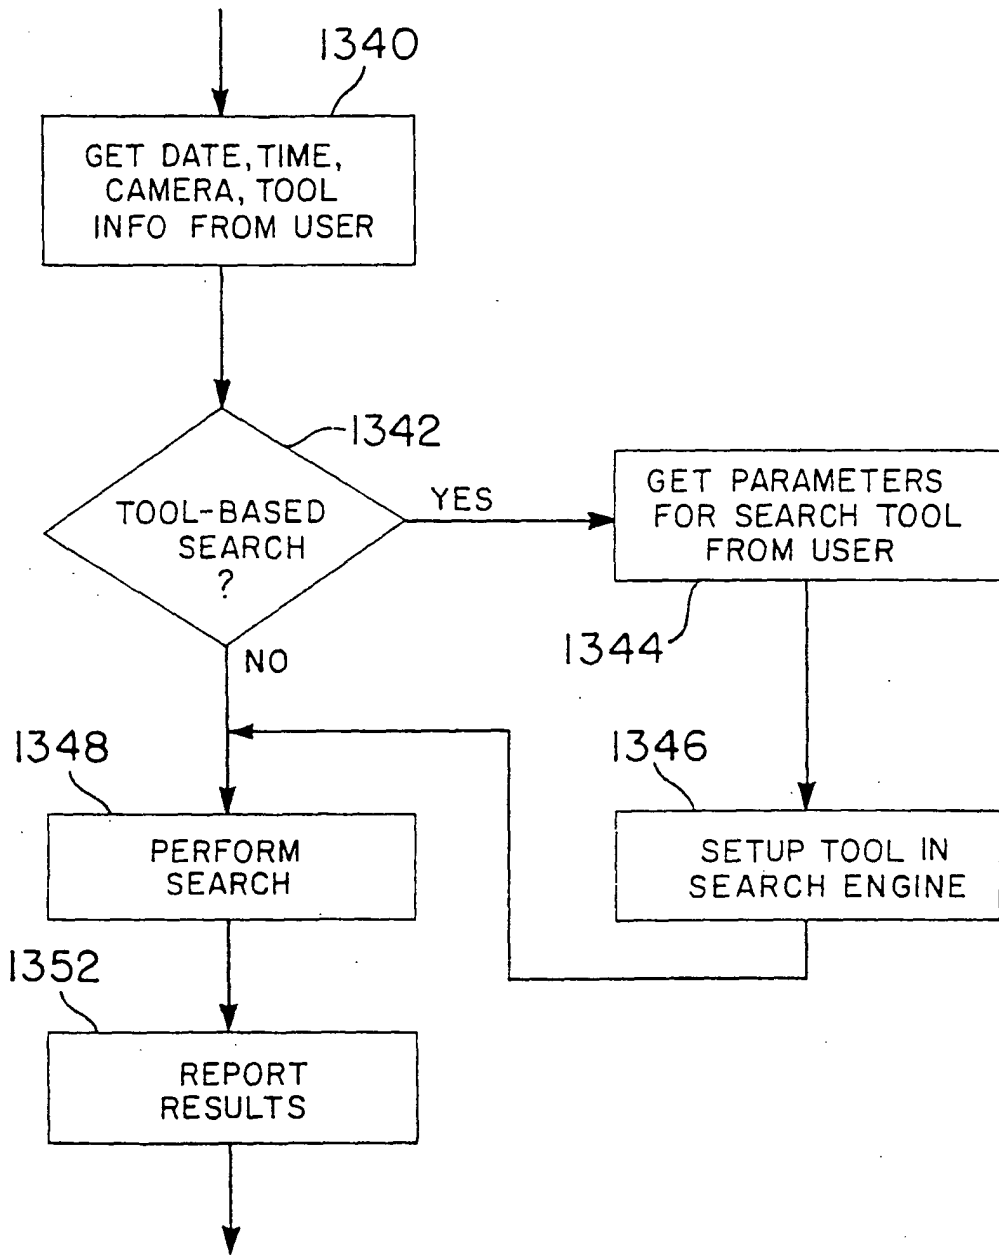 1340
GET DATE, TIME,
CAMERA, TOOL
INFO FROM USER
1342
TOOL-BASED
SEARCH
?
YES
NO
GET PARAMETERS
FOR SEARCH TOOL
FROM USER
1344
1346
SETUP TOOL IN
SEARCH ENGINE
1348
PERFORM
SEARCH
1352
REPORT
RESULTS